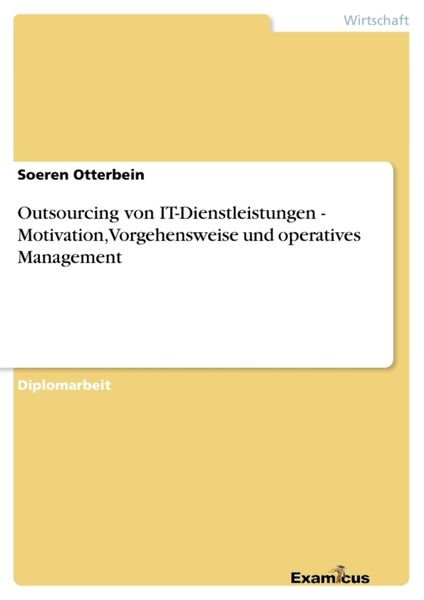 Wirtschaft
Soeren Otterbein
Outsourcing von IT-Dienstleistungen -
Motivation,Vorgehensweise und operatives
Management
Diplomarbeit
Examicus